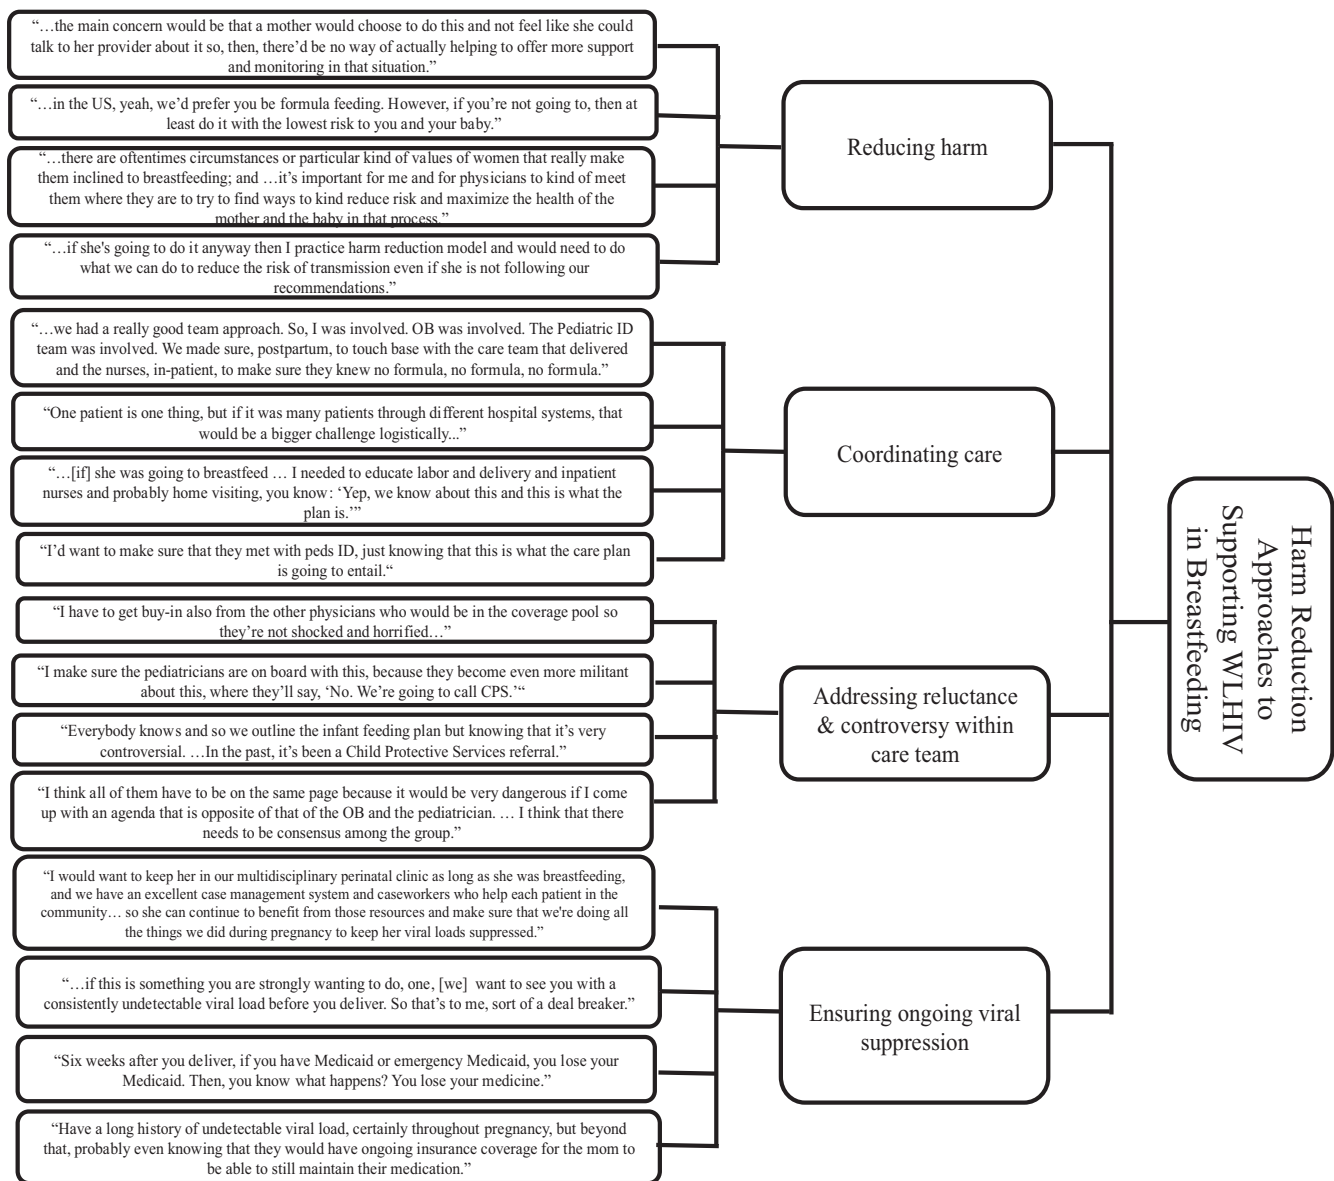 “…the main concern would be that a mother would choose to do this and not feel like she could
talk to her provider about it so, then, there’d be no way of actually helping to offer more support
and monitoring in that situation.”
“…in the US, yeah, we’d prefer you be formula feeding. However, if you’re not going to, then at
least do it with the lowest risk to you and your baby.”
“…there are oftentimes circumstances or particular kind of values of women that really make
them inclined to breastfeeding; and …it’s important for me and for physicians to kind of meet
them where they are to try to find ways to kind reduce risk and maximize the health of the
mother and the baby in that process.”
“…if she's going to do it anyway then I practice harm reduction model and would need to do
what we can do to reduce the risk of transmission even if she is not following our
recommendations.”
Reducing harm
“…we had a really good team approach. So, I was involved. OB was involved. The Pediatric ID
team was involved. We made sure, postpartum, to touch base with the care team that delivered
and the nurses, in-patient, to make sure they knew no formula, no formula, no formula.”
“One patient is one thing, but if it was many patients through different hospital systems, that
would be a bigger challenge logistically...”
“…[if] she was going to breastfeed … I needed to educate labor and delivery and inpatient
nurses and probably home visiting, you know: ‘Yep, we know about this and this is what the
plan is.’”
“I’d want to make sure that they met with peds ID, just knowing that this is what the care plan
is going to entail.“
Coordinating care
“I have to get buy-in also from the other physicians who would be in the coverage pool so
they’re not shocked and horrified…”
“I make sure the pediatricians are on board with this, because they become even more militant
about this, where they’ll say, ‘No. We’re going to call CPS.’“
“Everybody knows and so we outline the infant feeding plan but knowing that it’s very
controversial. …In the past, it’s been a Child Protective Services referral.”
“I think all of them have to be on the same page because it would be very dangerous if I come
up with an agenda that is opposite of that of the OB and the pediatrician. … I think that there
needs to be consensus among the group.”
Addressing reluctance
& controversy within
care team
“I would want to keep her in our multidisciplinary perinatal clinic as long as she was breastfeeding,
and we have an excellent case management system and caseworkers who help each patient in the
community… so she can continue to benefit from those resources and make sure that we're doing all
the things we did during pregnancy to keep her viral loads suppressed.”
“…if this is something you are strongly wanting to do, one, [we] want to see you with a
consistently undetectable viral load before you deliver. So that’s to me, sort of a deal breaker.”
“Six weeks after you deliver, if you have Medicaid or emergency Medicaid, you lose your
Medicaid. Then, you know what happens? You lose your medicine.”
“Have a long history of undetectable viral load, certainly throughout pregnancy, but beyond
that, probably even knowing that they would have ongoing insurance coverage for the mom to
be able to still maintain their medication.”
Ensuring ongoing viral
suppression
Harm Reduction
Approaches to
Supporting WLHIV
in Breastfeeding